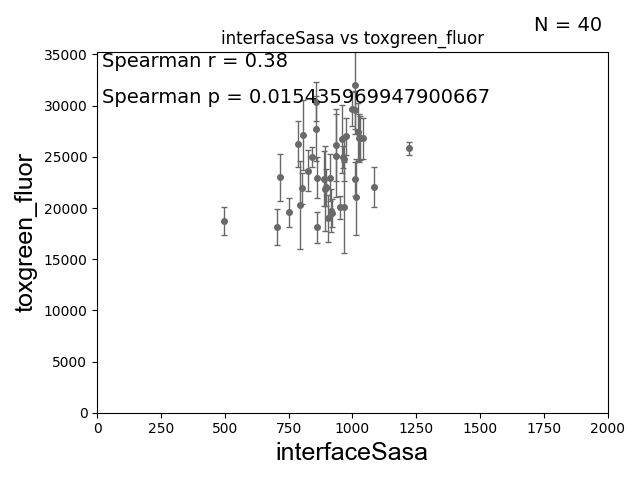 N = 40
interfaceSasa vs toxgreen_fluor
Spearman r = 0.38
Spearman p = 0.015435969947900667
toxgreen_fluor
35000
30000
25000
20000
15000
10000
5000
0
0 250 500 750 1000 1250 1500 1750 2000
interfaceSasa